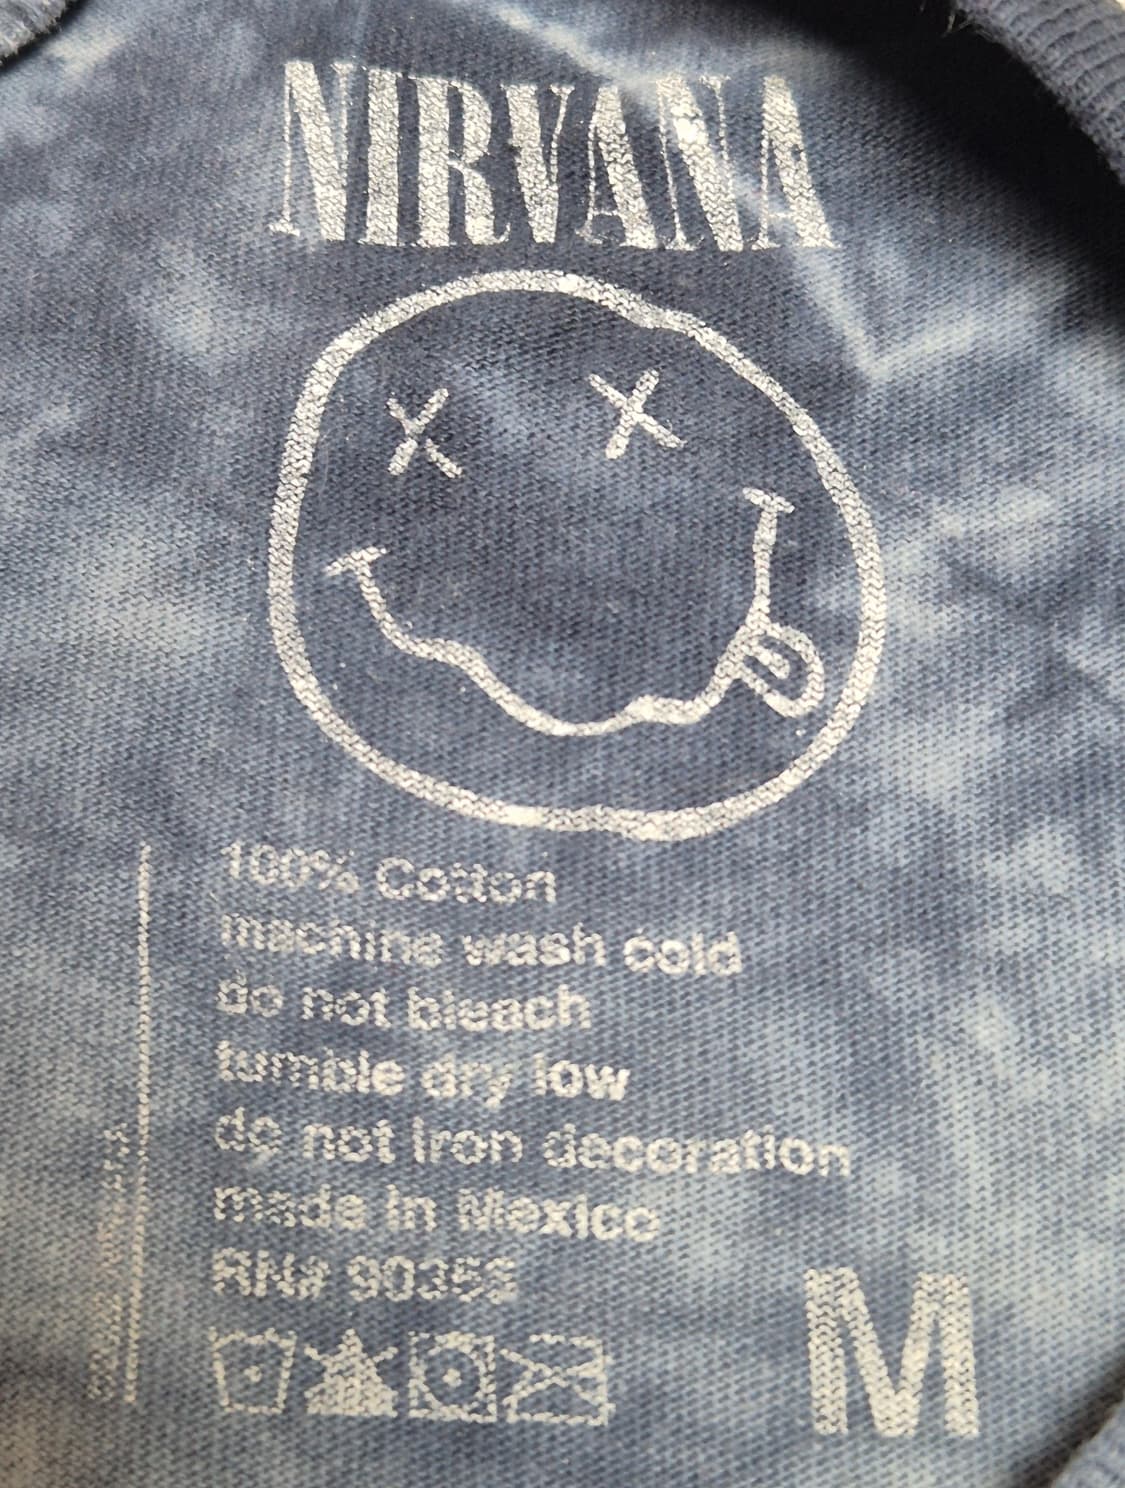 NIRVANA
100% Cotton
machine wash cold
do not bleach
tumble dry low
do not iron decoration
made in Mexico
RN# 90353
M